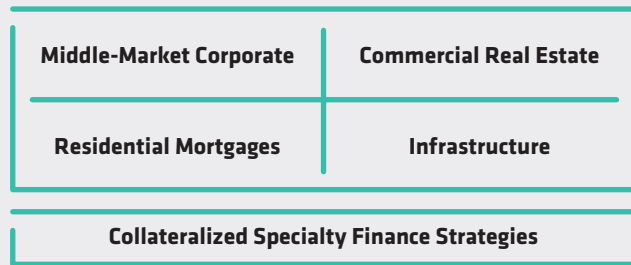 Middle-Market Corporate
Commercial Real Estate
Residential Mortgages
Infrastructure
Collateralized Specialty Finance Strategies